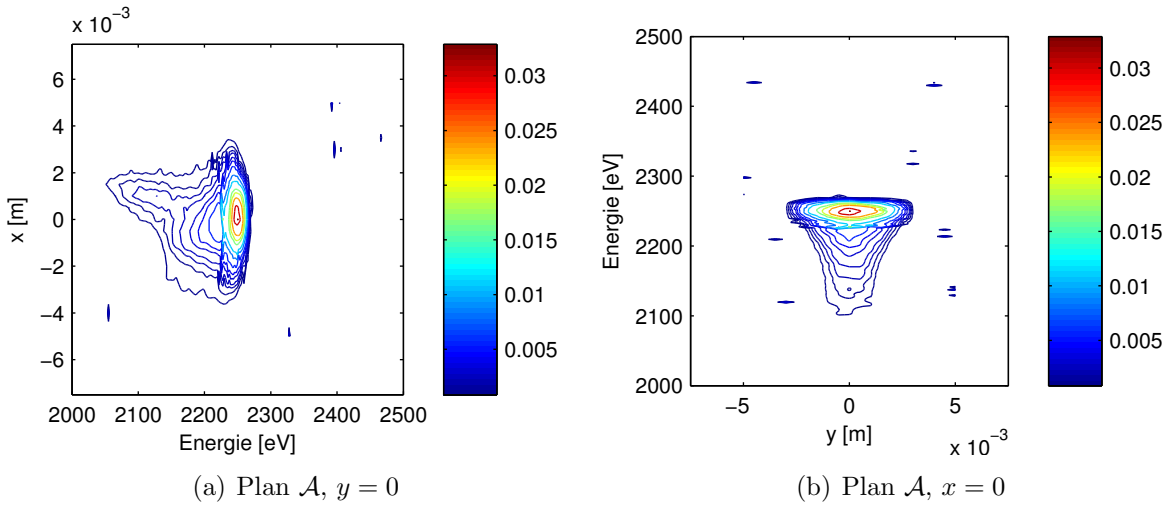 x 10⁻³
6
4
2
0
−2
−4
−6
x [m]
2000 2100 2200 2300 2400 2500
Energie [eV]
0.03
0.025
0.02
0.015
0.01
0.005
(a) Plan 𝒜, y = 0
2500
2400
2300
2200
2100
2000
Energie [eV]
−5 0 5
y [m]
x 10⁻³
0.03
0.025
0.02
0.015
0.01
0.005
(b) Plan 𝒜, x = 0